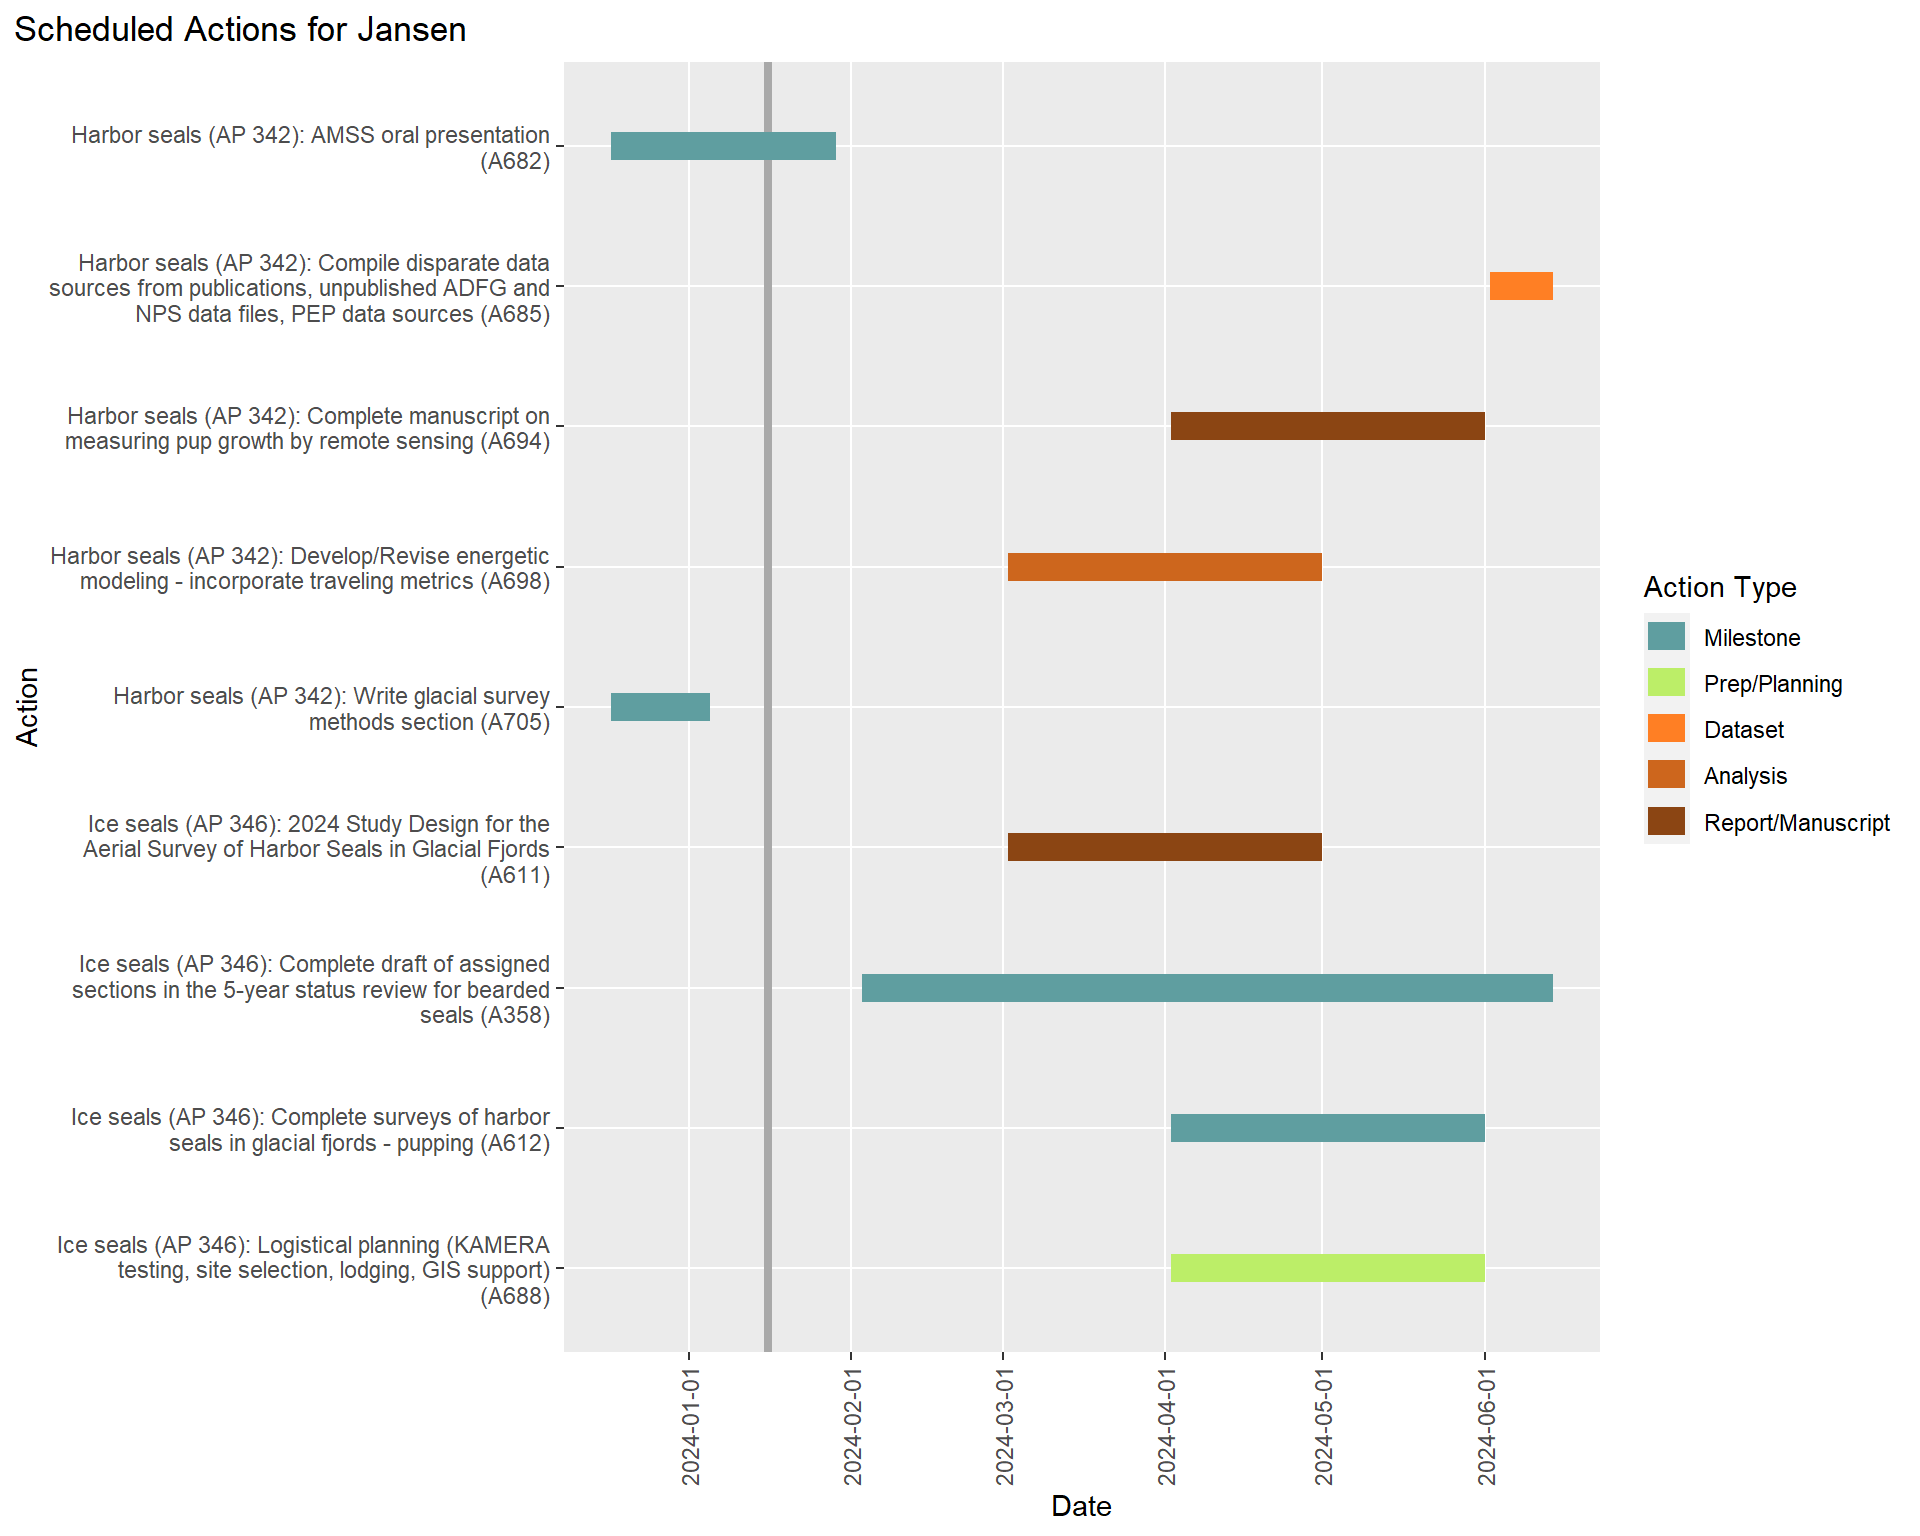 Scheduled Actions for Jansen
Harbor seals (AP 342): AMSS oral presentation
(A682)
Harbor seals (AP 342): Compile disparate data
sources from publications, unpublished ADFG and
NPS data files, PEP data sources (A685)
Harbor seals (AP 342): Complete manuscript on
measuring pup growth by remote sensing (A694)
Harbor seals (AP 342): Develop/Revise energetic
modeling - incorporate traveling metrics (A698)
Harbor seals (AP 342): Write glacial survey
methods section (A705)
Ice seals (AP 346): 2024 Study Design for the
Aerial Survey of Harbor Seals in Glacial Fjords
(A611)
Ice seals (AP 346): Complete draft of assigned
sections in the 5-year status review for bearded
seals (A358)
Ice seals (AP 346): Complete surveys of harbor
seals in glacial fjords - pupping (A612)
Ice seals (AP 346): Logistical planning (KAMERA
testing, site selection, lodging, GIS support)
(A688)
Action
2024-01-01
2024-02-01
2024-03-01
2024-04-01
2024-05-01
2024-06-01
Date
Action Type
Milestone
Prep/Planning
Dataset
Analysis
Report/Manuscript